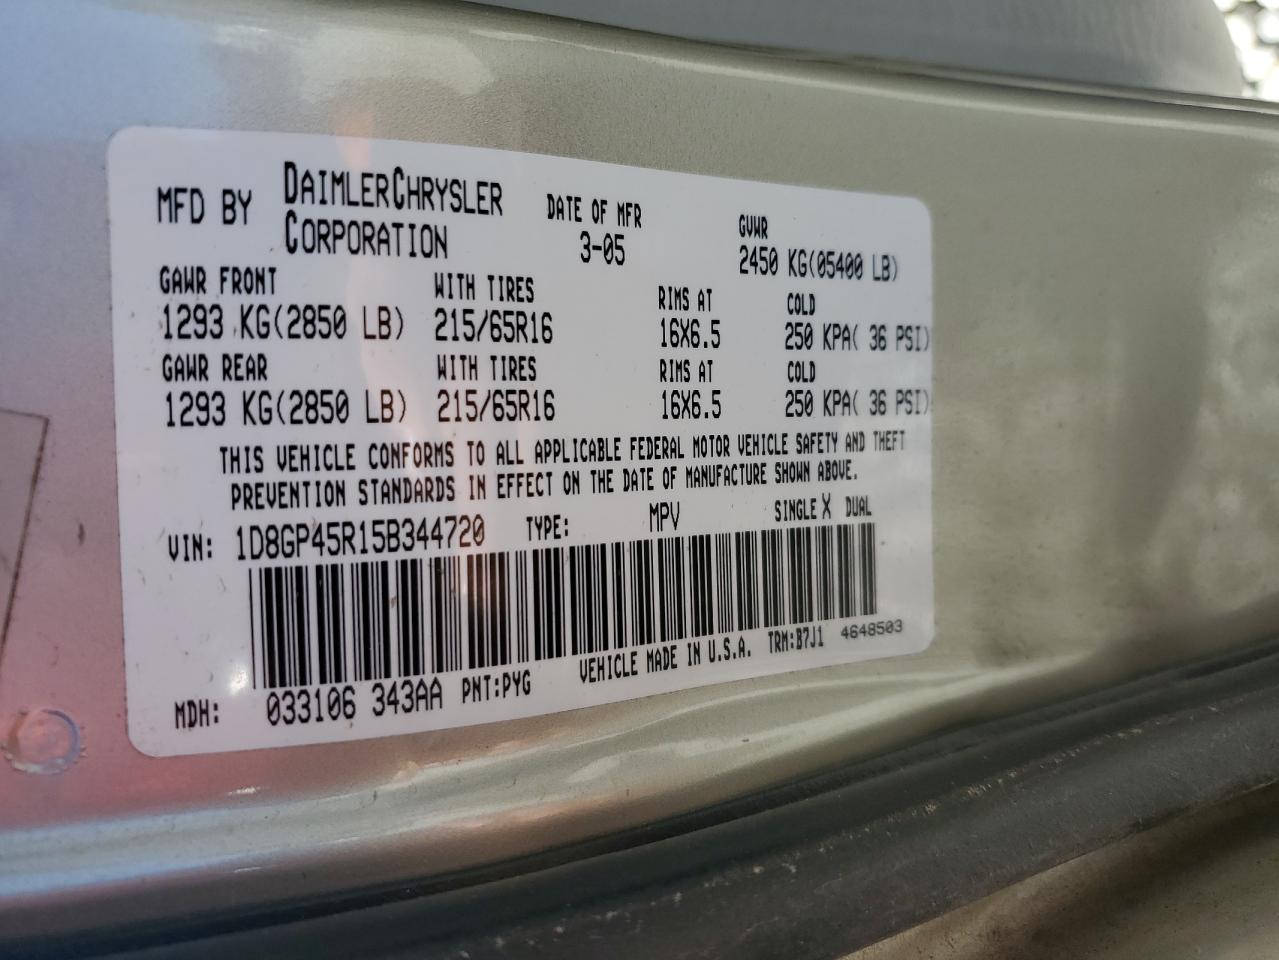 MFD BY DAIMLERCHRYSLER CORPORATION DATE OF MFR 3-05 GVWR 2450 KG(05400 LB)
GAWR FRONT WITH TIRES RIMS AT COLD
1293 KG(2850 LB) 215/65R16 16X6.5 250 KPA( 36 PSI)
GAWR REAR WITH TIRES RIMS AT COLD
1293 KG(2850 LB) 215/65R16 16X6.5 250 KPA( 36 PSI)
THIS VEHICLE CONFORMS TO ALL APPLICABLE FEDERAL MOTOR VEHICLE SAFETY AND THEFT
PREVENTION STANDARDS IN EFFECT ON THE DATE OF MANUFACTURE SHOWN ABOVE.
VIN: 1D8GP45R15B344720 TYPE: MPV SINGLE X DUAL
MDH: 033106 343AA PNT:PYG VEHICLE MADE IN U.S.A. TRM:B7J1 4648503